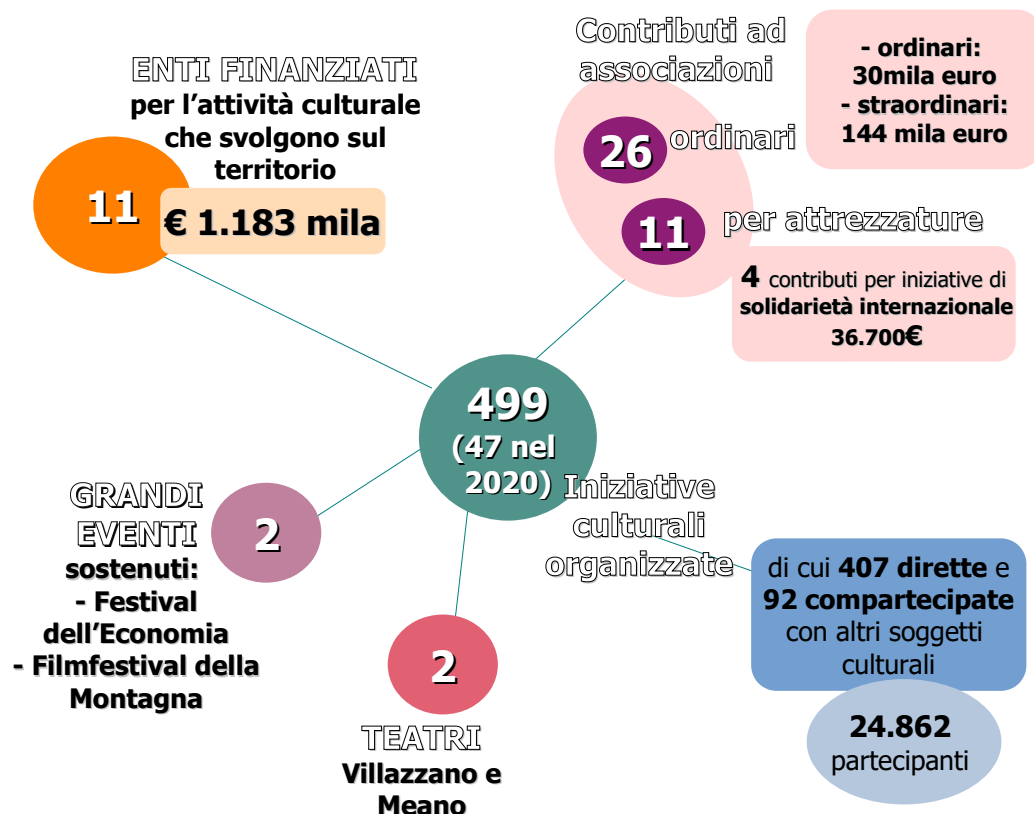 ENTI FINANZIATI
per l'attività culturale
che svolgono sul
territorio
11
€ 1.183 mila
Contributi ad
associazioni
26 ordinari
11 per attrezzature
- ordinari:
30mila euro
- straordinari:
144 mila euro
4 contributi per iniziative di
solidarietà internazionale
36.700€
499
(47 nel
2020)
Iniziative
culturali
organizzate
GRANDI
EVENTI
2
sostenuti:
- Festival
dell'Economia
- Filmfestival della
Montagna
2
TEATRI
Villazzano e
Meano
di cui 407 dirette e
92 compartecipate
con altri soggetti
culturali
24.862
partecipanti